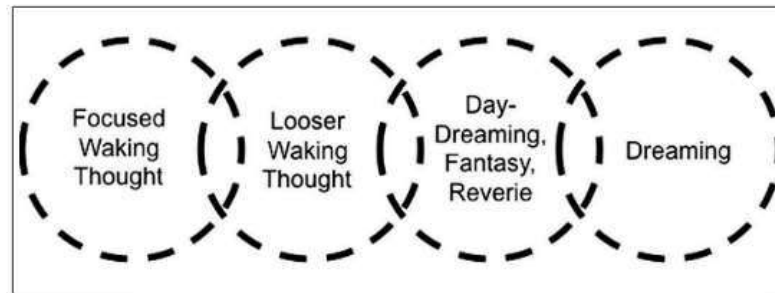 Focused
Waking
Thought
Looser
Waking
Thought
Day-
Dreaming,
Fantasy,
Reverie
Dreaming